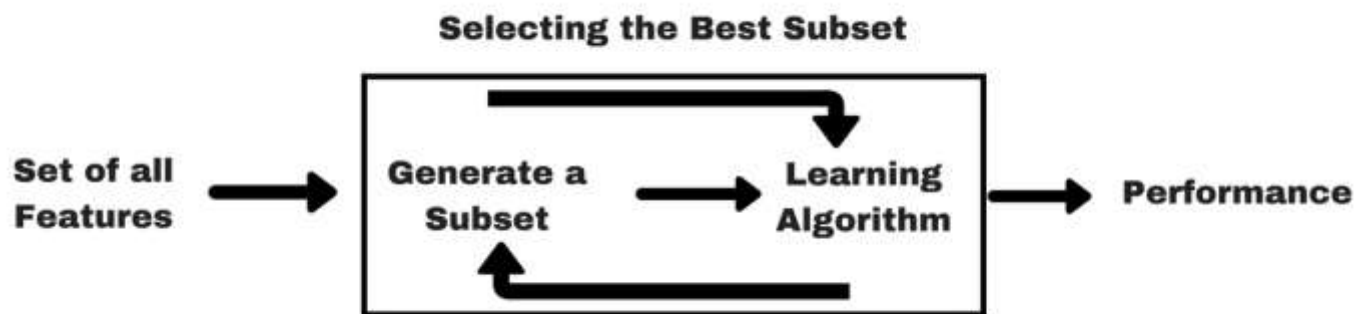 Selecting the Best Subset
Set of all
Features
Generate a
Subset
Learning
Algorithm
Performance